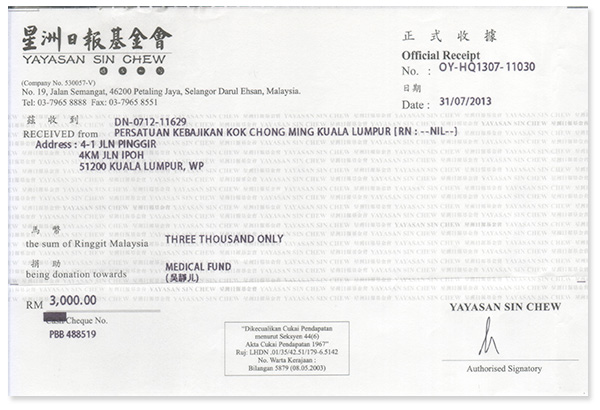 星洲日報基金會
YAYASAN SIN CHEW
(Company No. 530057-V)
No. 19, Jalan Semangat, 46200 Petaling Jaya, Selangor Darul Ehsan, Malaysia.
Tel: 03-7965 8888 Fax: 03-7965 8551
正式收據
Official Receipt
No. : OY-HQ1307-11030
日期
Date : 31/07/2013
茲收到 DN-0712-11629
RECEIVED from PERSATUAN KEBAJIKAN KOK CHONG MING KUALA LUMPUR (RN : --NIL--)
Address : 4-1 JLN PINGGIR
4KM JLN IPOH
51200 KUALA LUMPUR, WP
馬幣
the sum of Ringgit Malaysia THREE THOUSAND ONLY
捐助
being donation towards MEDICAL FUND
RM 3,000.00
Cheque No.
PBB 488519
"Dikecualikan Cukai Pendapatan
menurut Seksyen 44(6)
Akta Cukai Pendapatan 1967"
Ruj: LHDN .01/35/42.51/179-6.5142
No. Warta Kerajaan :
Bilangan 5879 (08.05.2003)
YAYASAN SIN CHEW
Authorised Signatory